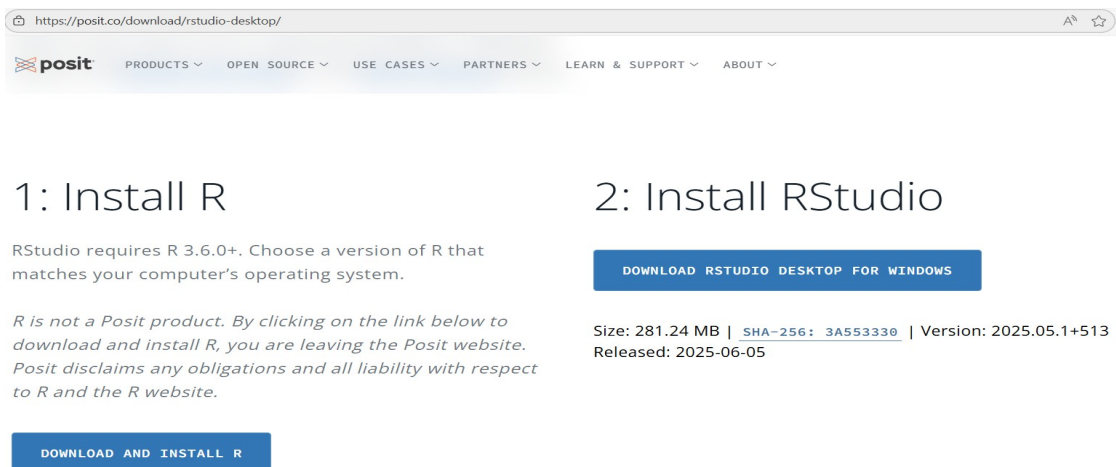 https://posit.co/download/rstudio-desktop/
posit PRODUCTS OPEN SOURCE USE CASES PARTNERS LEARN & SUPPORT ABOUT
1: Install R
RStudio requires R 3.6.0+. Choose a version of R that
matches your computer’s operating system.
R is not a Posit product. By clicking on the link below to
download and install R, you are leaving the Posit website.
Posit disclaims any obligations and all liability with respect
to R and the R website.
DOWNLOAD AND INSTALL R
2: Install RStudio
DOWNLOAD RSTUDIO DESKTOP FOR WINDOWS
Size: 281.24 MB | SHA-256: 3A553330 | Version: 2025.05.1+513
Released: 2025-06-05